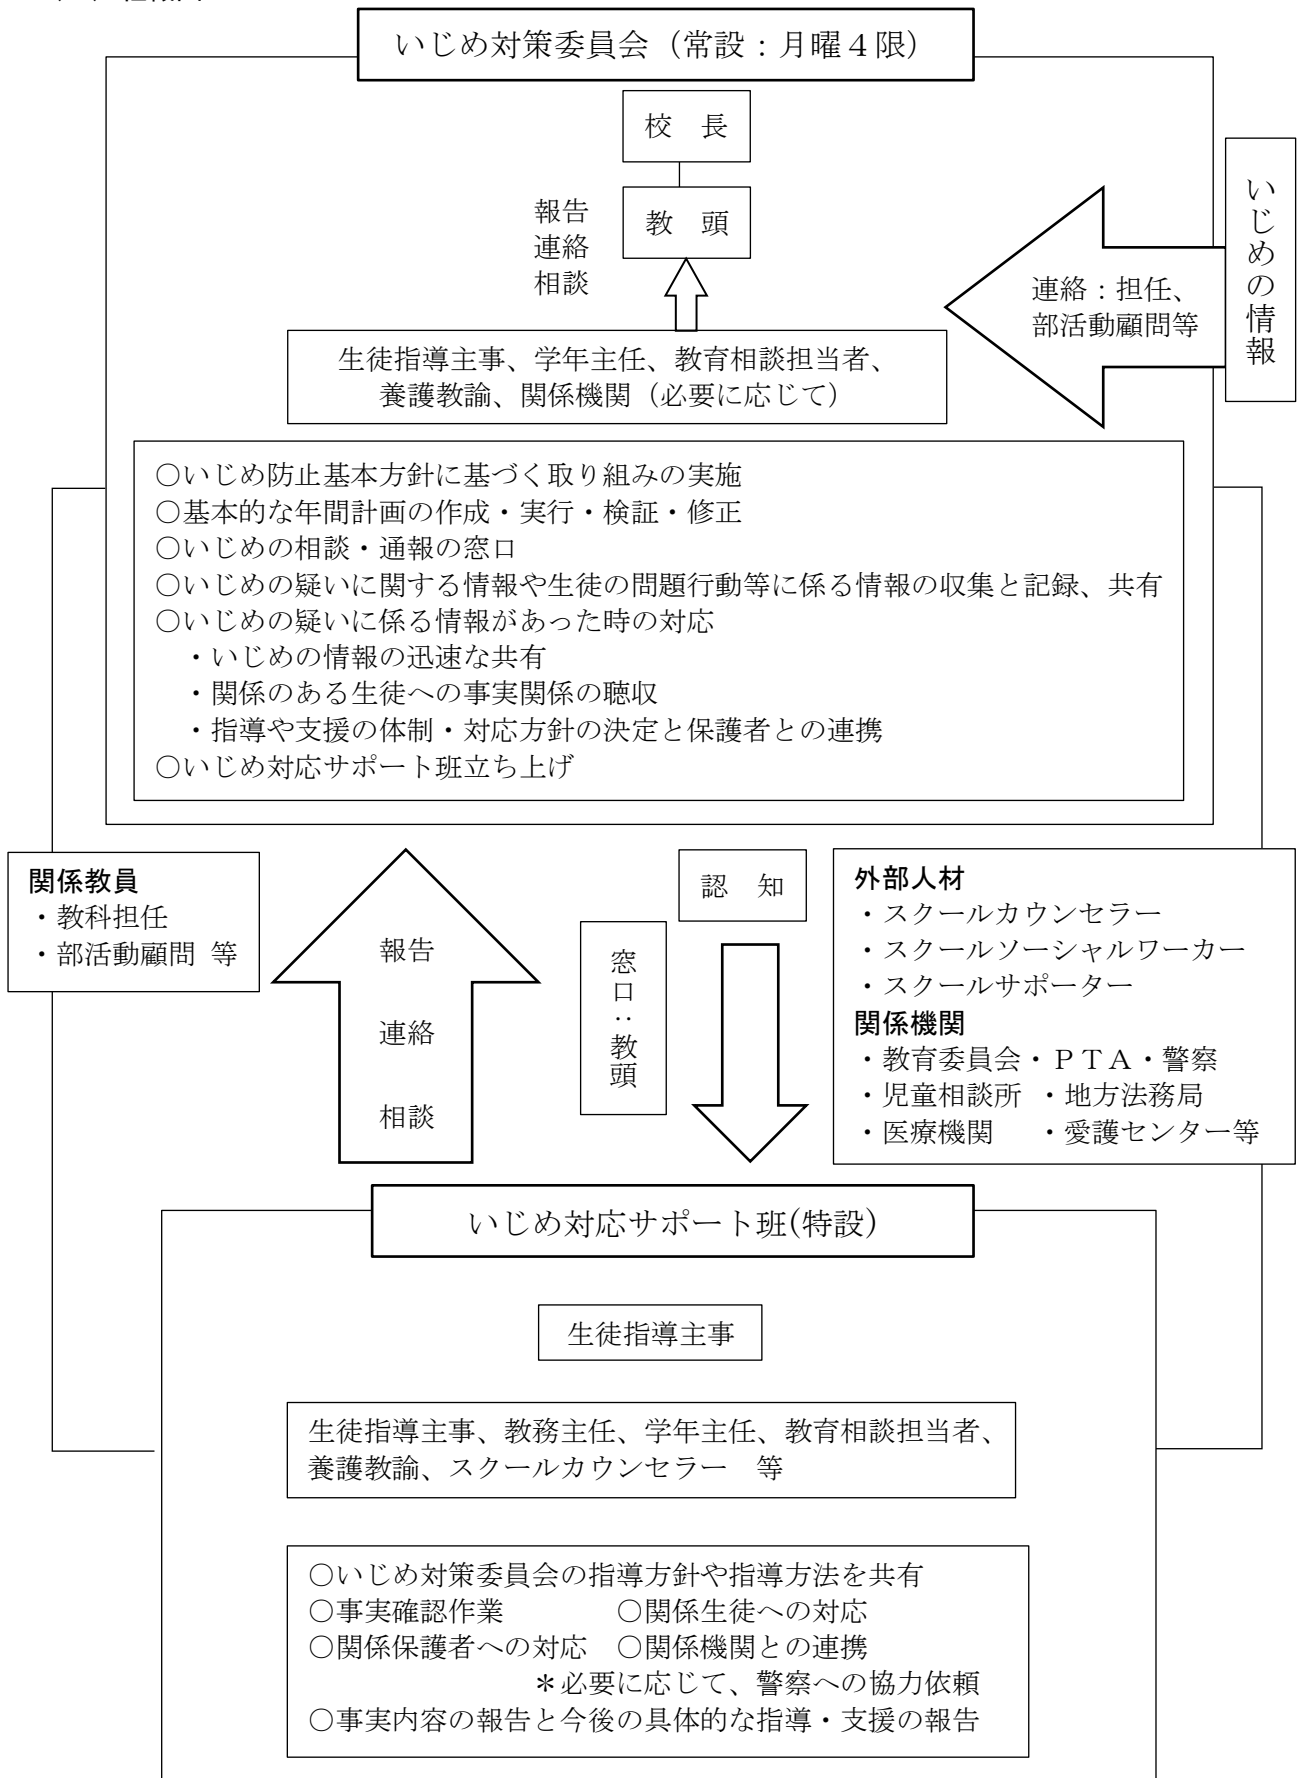 いじめ対策委員会（常設：月曜４限）
校　長
報告
連絡
相談
教　頭
いじめの情報
連絡：担任、
部活動顧問等
生徒指導主事、学年主任、教育相談担当者、
養護教諭、関係機関（必要に応じて）
○いじめ防止基本方針に基づく取り組みの実施
○基本的な年間計画の作成・実行・検証・修正
○いじめの相談・通報の窓口
○いじめの疑いに関する情報や生徒の問題行動等に係る情報の収集と記録、共有
○いじめの疑いに係る情報があった時の対応
・いじめの情報の迅速な共有
・関係のある生徒への事実関係の聴収
・指導や支援の体制・対応方針の決定と保護者との連携
○いじめ対応サポート班立ち上げ
関係教員
・教科担任
・部活動顧問 等
報告
連絡
相談
認　知
窓口：教頭
外部人材
・スクールカウンセラー
・スクールソーシャルワーカー
・スクールサポーター
関係機関
・教育委員会・ＰＴＡ・警察
・児童相談所 ・地方法務局
・医療機関　 ・愛護センター等
いじめ対応サポート班(特設)
生徒指導主事
生徒指導主事、教務主任、学年主任、教育相談担当者、
養護教諭、スクールカウンセラー　等
○いじめ対策委員会の指導方針や指導方法を共有
○事実確認作業　　　　○関係生徒への対応
○関係保護者への対応　○関係機関との連携
＊必要に応じて、警察への協力依頼
○事実内容の報告と今後の具体的な指導・支援の報告